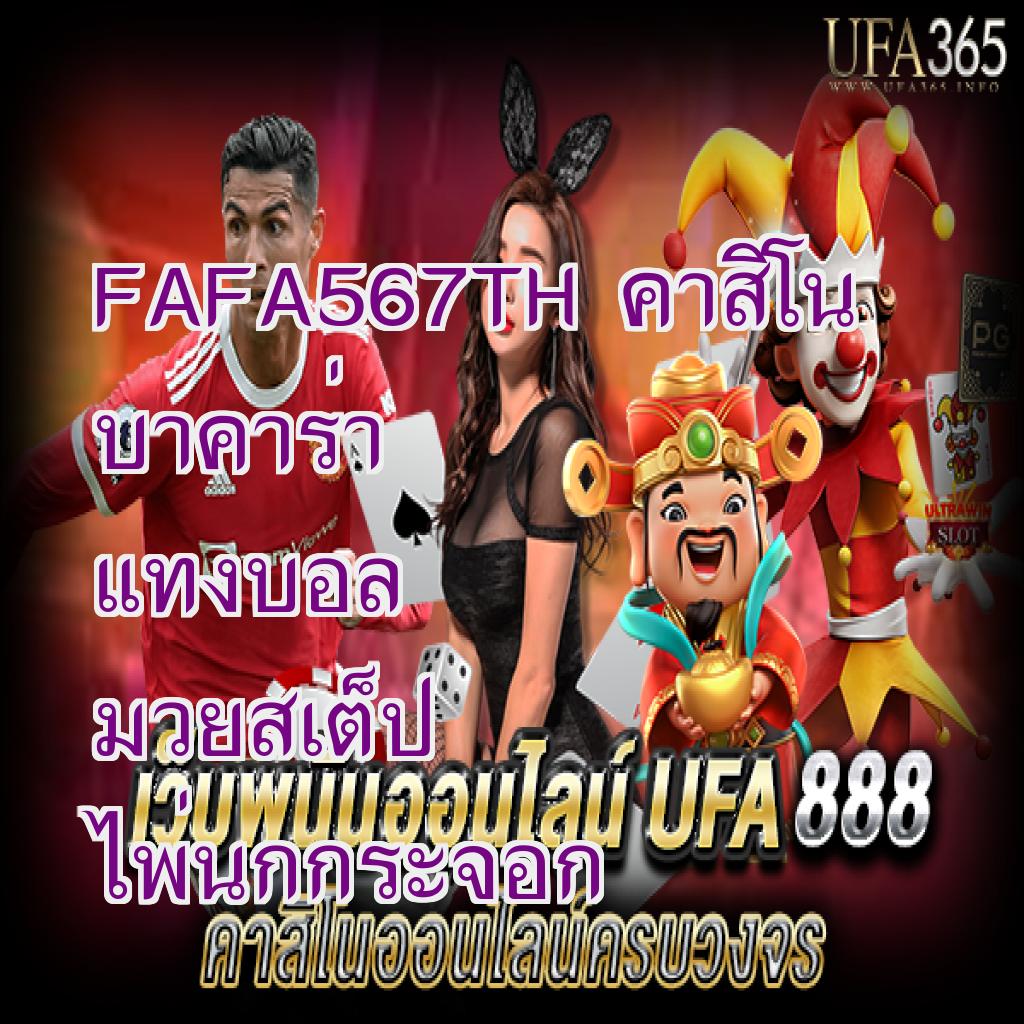 UFA365
WWW.UFA365.INFO
FAFA567TH คาสิโน
บาคาร่า
แทงบอล
มวยสเต็ป
เว็บพนันออนไลน์ UFA 888
ไพ่นกกระจอก
คาสิโนออนไลน์ครบวงจร
PG
ULTRAWIN
SLOT
adidas